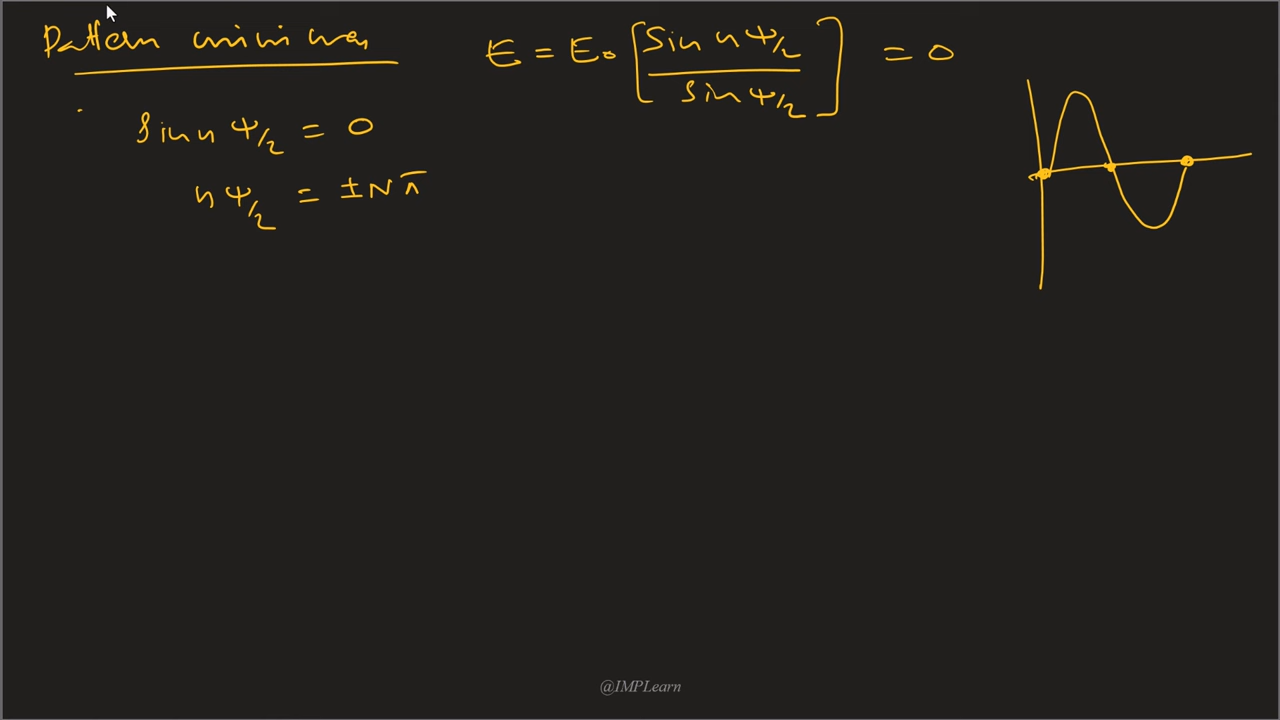 Pattern minima
E = E₀ [sin nψ/2 / sin ψ/2] = 0
sin nψ/2 = 0
nψ/2 = ±Nπ
@IMPLearn